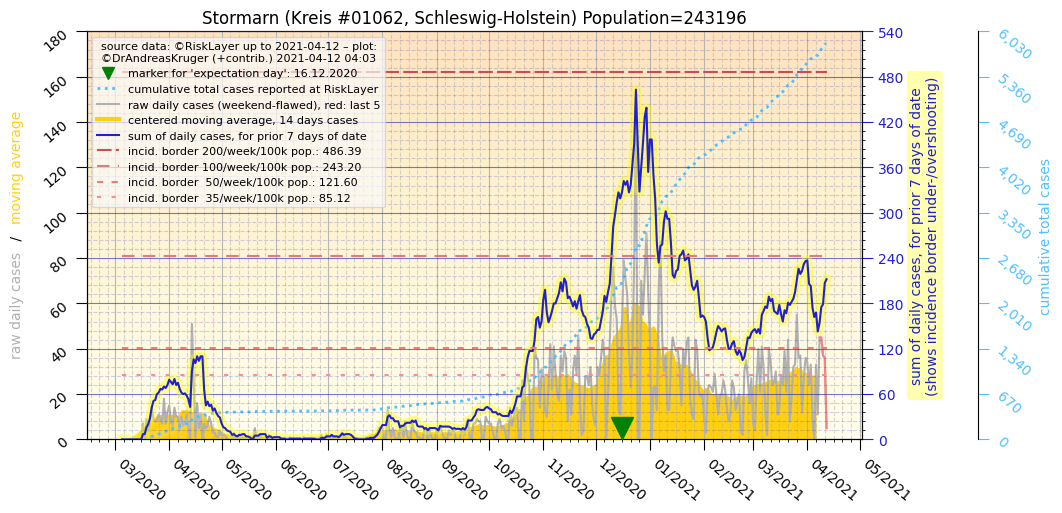 Stormarn (Kreis #01062, Schleswig-Holstein) Population=243196
source data: ©RiskLayer up to 2021-04-12 – plot:
©DrAndreasKruger (+contrib.) 2021-04-12 04:03
marker for 'expectation day': 16.12.2020
cumulative total cases reported at RiskLayer
raw daily cases (weekend-flawed), red: last 5
centered moving average, 14 days cases
sum of daily cases, for prior 7 days of date
incid. border 200/week/100k pop.: 486.39
incid. border 100/week/100k pop.: 243.20
incid. border  50/week/100k pop.: 121.60
incid. border  35/week/100k pop.: 85.12
raw daily cases / moving average
180
160
140
120
100
80
60
40
20
0
03/2020
04/2020
05/2020
06/2020
07/2020
08/2020
09/2020
10/2020
11/2020
12/2020
01/2021
02/2021
03/2021
04/2021
05/2021
540
480
420
360
300
240
180
120
60
0
sum of daily cases, for prior 7 days of date
(shows incidence border under-/overshooting)
6,030
5,360
4,690
4,020
3,350
2,680
2,010
1,340
670
0
cumulative total cases